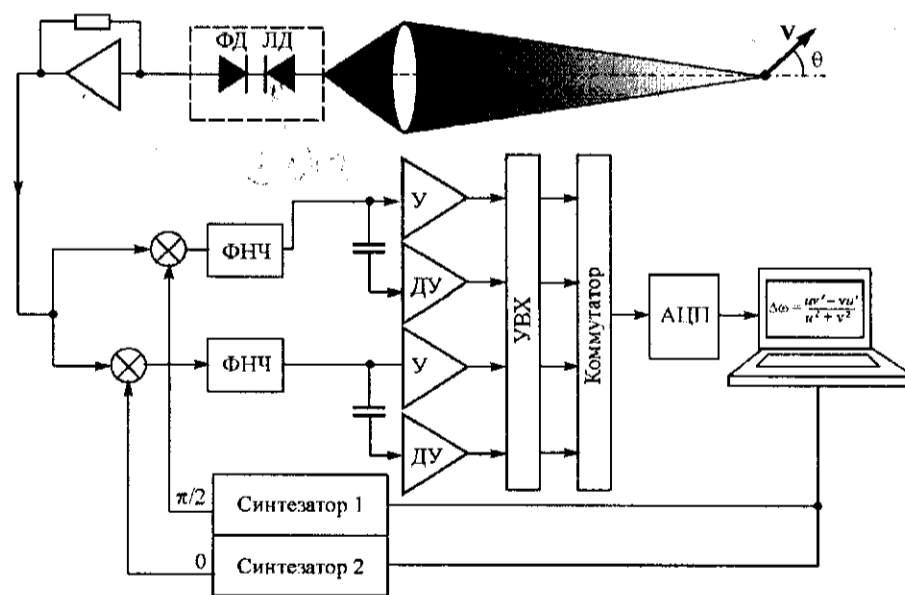 ФД ЛД
V
θ
У
ФНЧ
ДУ
УВХ
Коммутатор
АЦП
Δω = (uv' − vu')/(u² + v²)
ФНЧ
У
ДУ
π/2
Синтезатор 1
0
Синтезатор 2